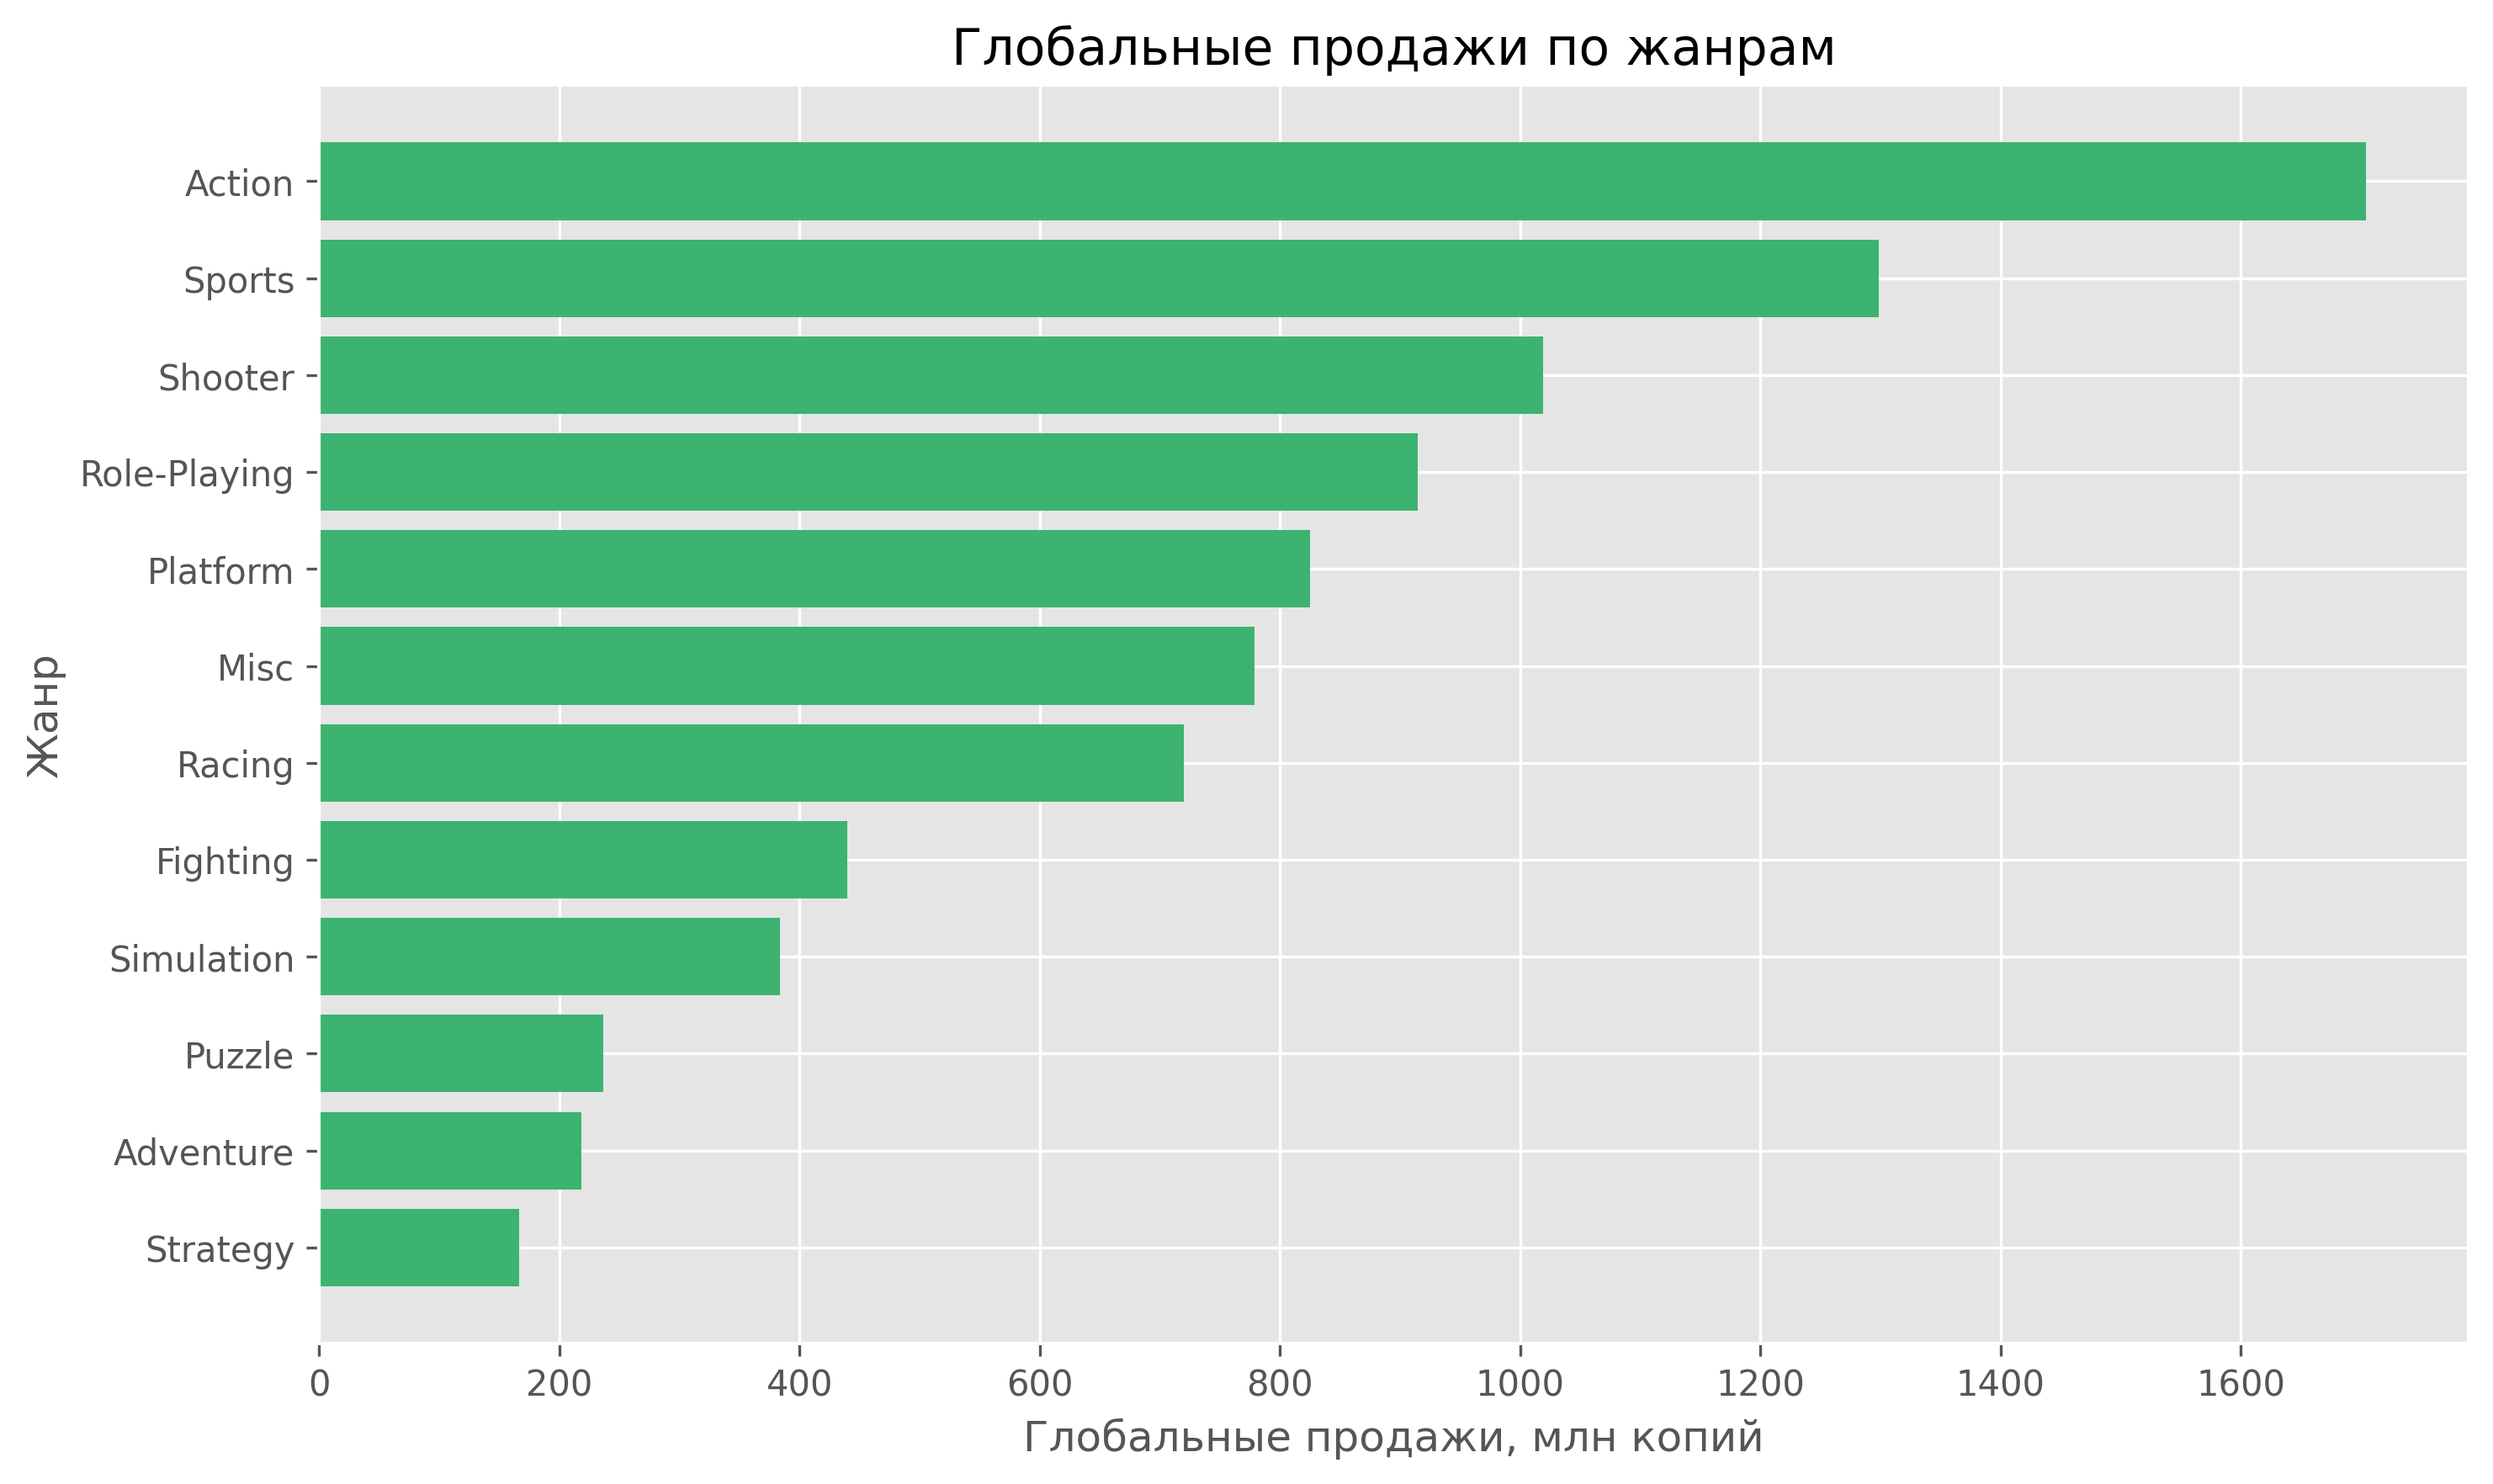 Глобальные продажи по жанрам
Жанр
Action
Sports
Shooter
Role-Playing
Platform
Misc
Racing
Fighting
Simulation
Puzzle
Adventure
Strategy
0 200 400 600 800 1000 1200 1400 1600
Глобальные продажи, млн копий